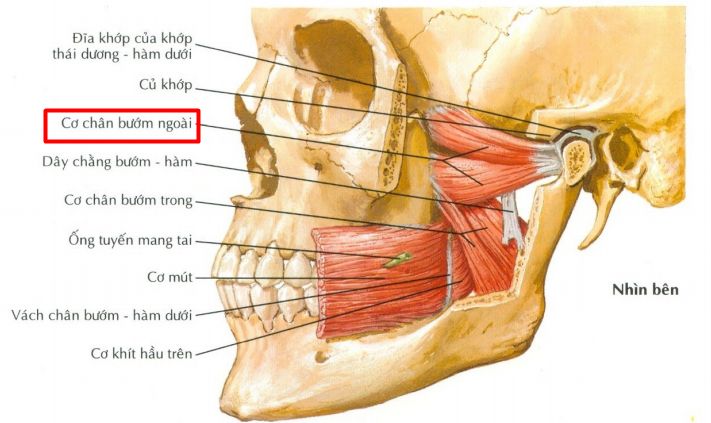 Đĩa khớp của khớp
thái dương - hàm dưới
Củ khớp
Cơ chân bướm ngoài
Dây chằng bướm - hàm
Cơ chân bướm trong
Ống tuyến mang tai
Cơ mút
Vách chân bướm - hàm dưới
Cơ khít hầu trên
Nhìn bên